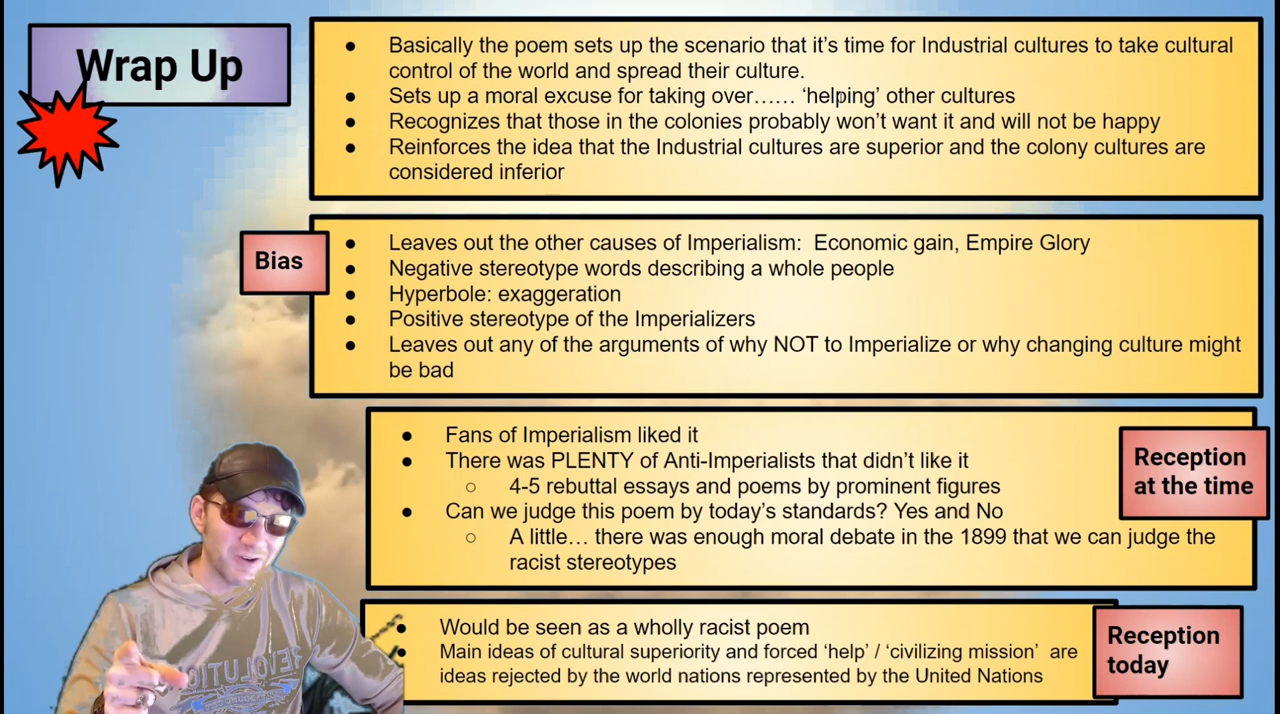 Wrap Up
● Basically the poem sets up the scenario that it's time for Industrial cultures to take cultural
control of the world and spread their culture.
● Sets up a moral excuse for taking over…… 'helping' other cultures
● Recognizes that those in the colonies probably won't want it and will not be happy
● Reinforces the idea that the Industrial cultures are superior and the colony cultures are
considered inferior
Bias
● Leaves out the other causes of Imperialism: Economic gain, Empire Glory
● Negative stereotype words describing a whole people
● Hyperbole: exaggeration
● Positive stereotype of the Imperializers
● Leaves out any of the arguments of why NOT to Imperialize or why changing culture might
be bad
Reception
at the time
● Fans of Imperialism liked it
● There was PLENTY of Anti-Imperialists that didn't like it
○ 4-5 rebuttal essays and poems by prominent figures
● Can we judge this poem by today's standards? Yes and No
○ A little… there was enough moral debate in the 1899 that we can judge the
racist stereotypes
Reception
today
● Would be seen as a wholly racist poem
● Main ideas of cultural superiority and forced 'help' / 'civilizing mission' are
ideas rejected by the world nations represented by the United Nations